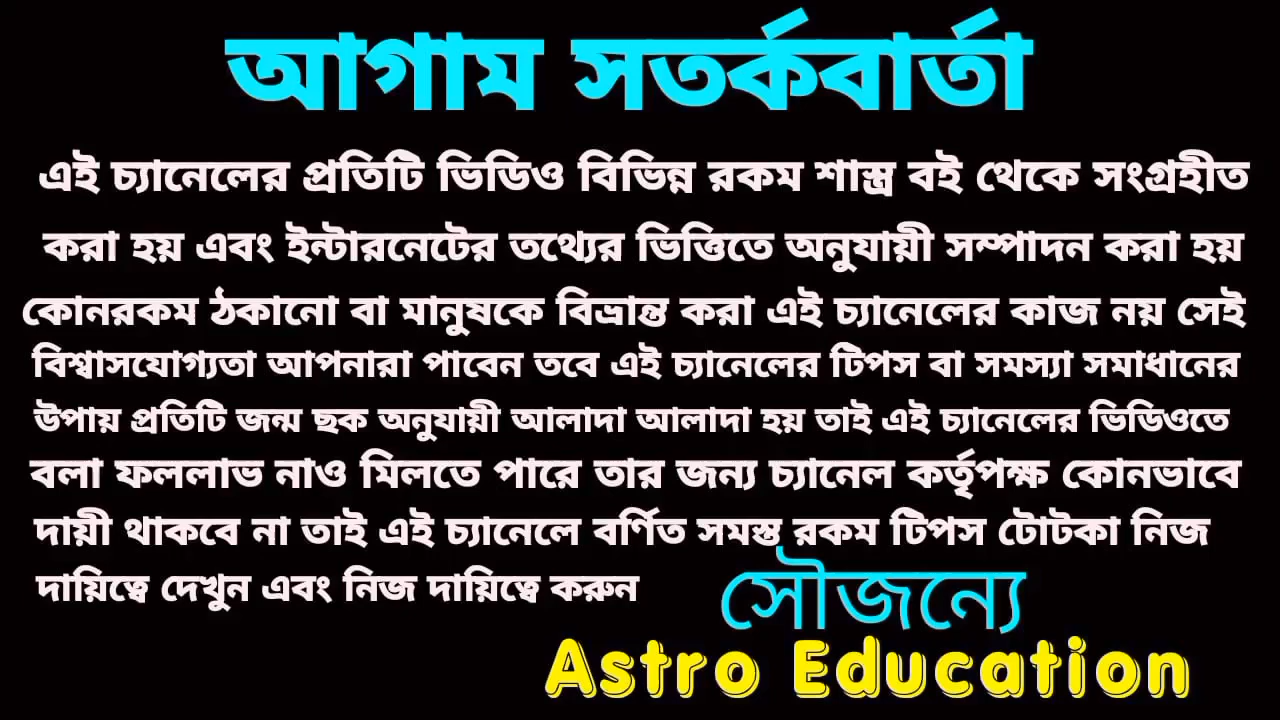 আগাম সতর্কবার্তা
এই চ্যানেলের প্রতিটি ভিডিও বিভিন্ন রকম শাস্ত্র বই থেকে সংগ্রহীত
করা হয় এবং ইন্টারনেটের তথ্যের ভিত্তিতে অনুযায়ী সম্পাদন করা হয়
কোনরকম ঠকানো বা মানুষকে বিভ্রান্ত করা এই চ্যানেলের কাজ নয় সেই
বিশ্বাসযোগ্যতা আপনারা পাবেন তবে এই চ্যানেলের টিপস বা সমস্যা সমাধানের
উপায় প্রতিটি জন্ম ছক অনুযায়ী আলাদা আলাদা হয় তাই এই চ্যানেলের ভিডিওতে
বলা ফললাভ নাও মিলতে পারে তার জন্য চ্যানেল কর্তৃপক্ষ কোনভাবে
দায়ী থাকবে না তাই এই চ্যানেলে বর্ণিত সমস্ত রকম টিপস টোটকা নিজ
দায়িত্বে দেখুন এবং নিজ দায়িত্বে করুন
সৌজন্যে
Astro Education